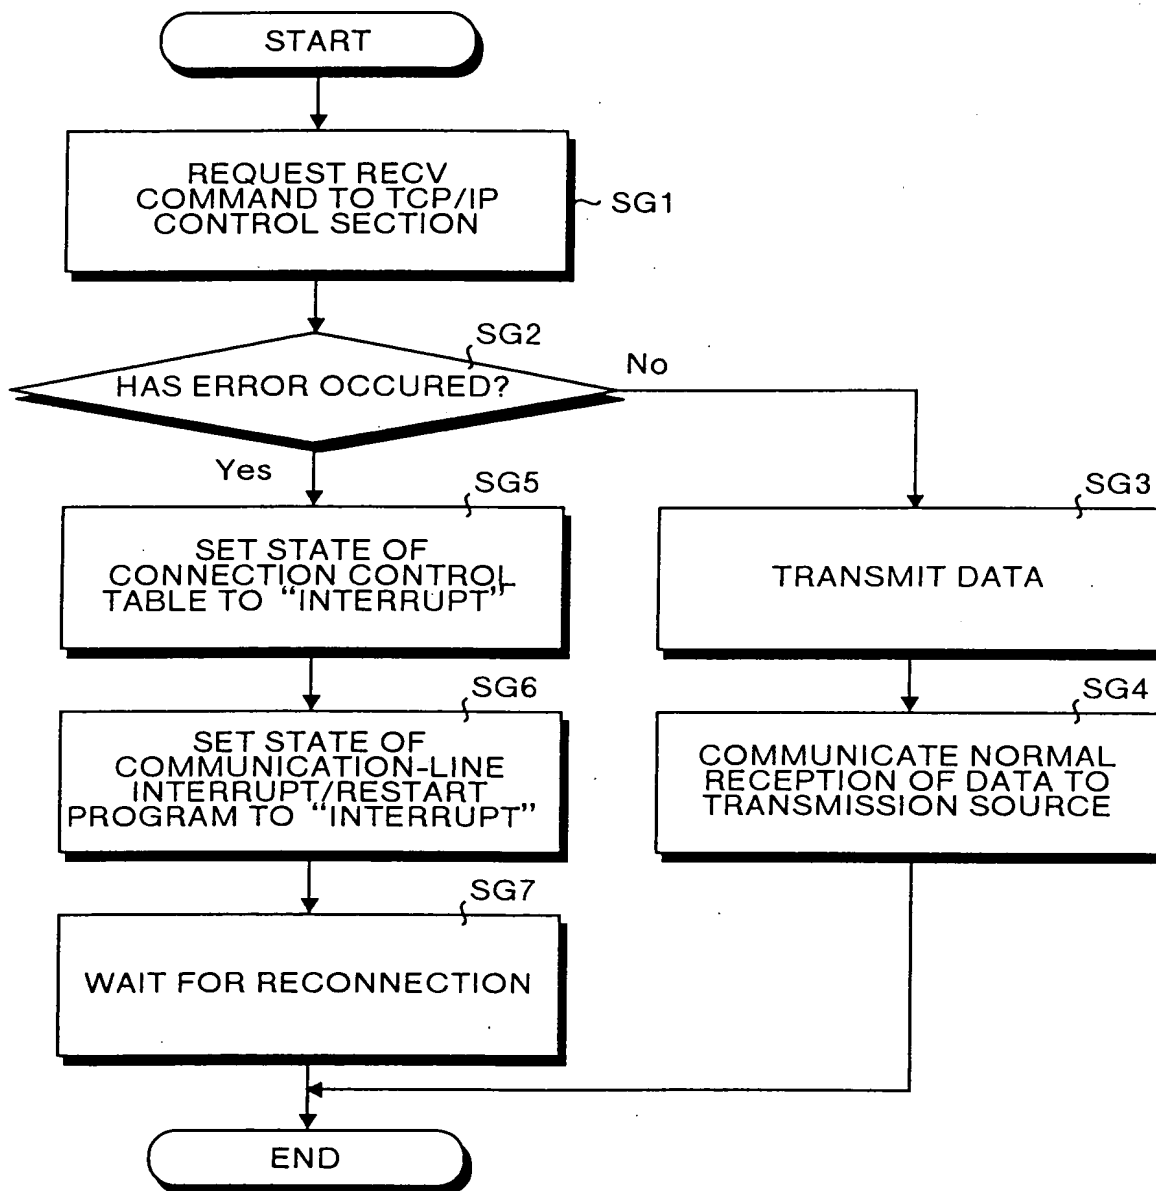 START
REQUEST RECV
COMMAND TO TCP/IP
CONTROL SECTION
SG1
SG2
HAS ERROR OCCURED?
No
Yes
SG5
SET STATE OF
CONNECTION CONTROL
TABLE TO “INTERRUPT”
SG3
TRANSMIT DATA
SG6
SET STATE OF
COMMUNICATION-LINE
INTERRUPT/RESTART
PROGRAM TO “INTERRUPT”
SG4
COMMUNICATE NORMAL
RECEPTION OF DATA TO
TRANSMISSION SOURCE
SG7
WAIT FOR RECONNECTION
END